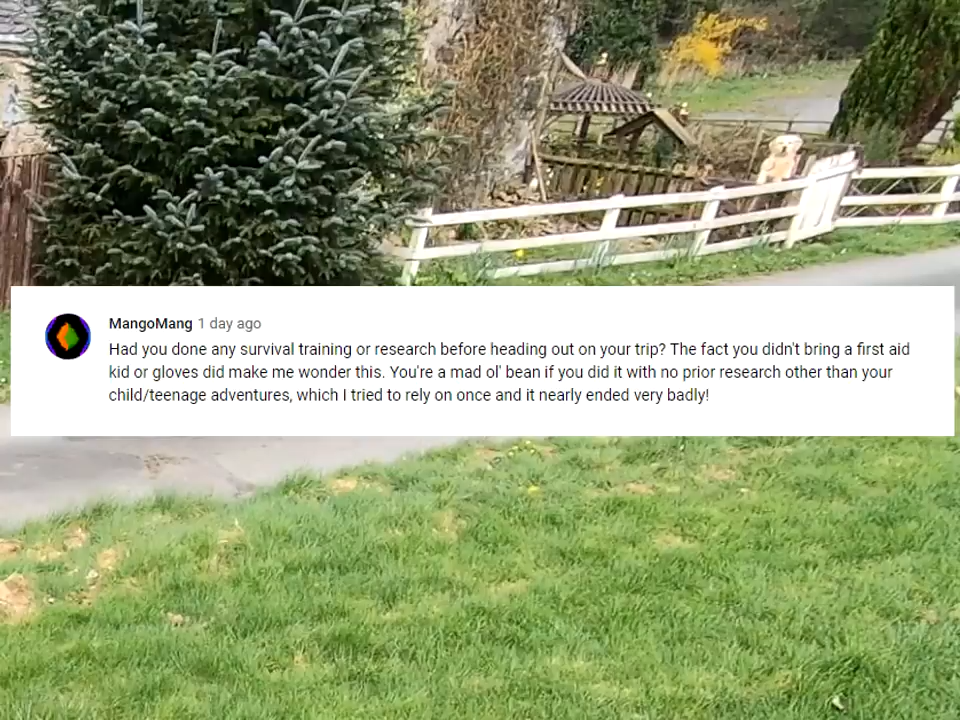 MangoMang 1 day ago
Had you done any survival training or research before heading out on your trip? The fact you didn't bring a first aid
kid or gloves did make me wonder this. You're a mad ol' bean if you did it with no prior research other than your
child/teenage adventures, which I tried to rely on once and it nearly ended very badly!